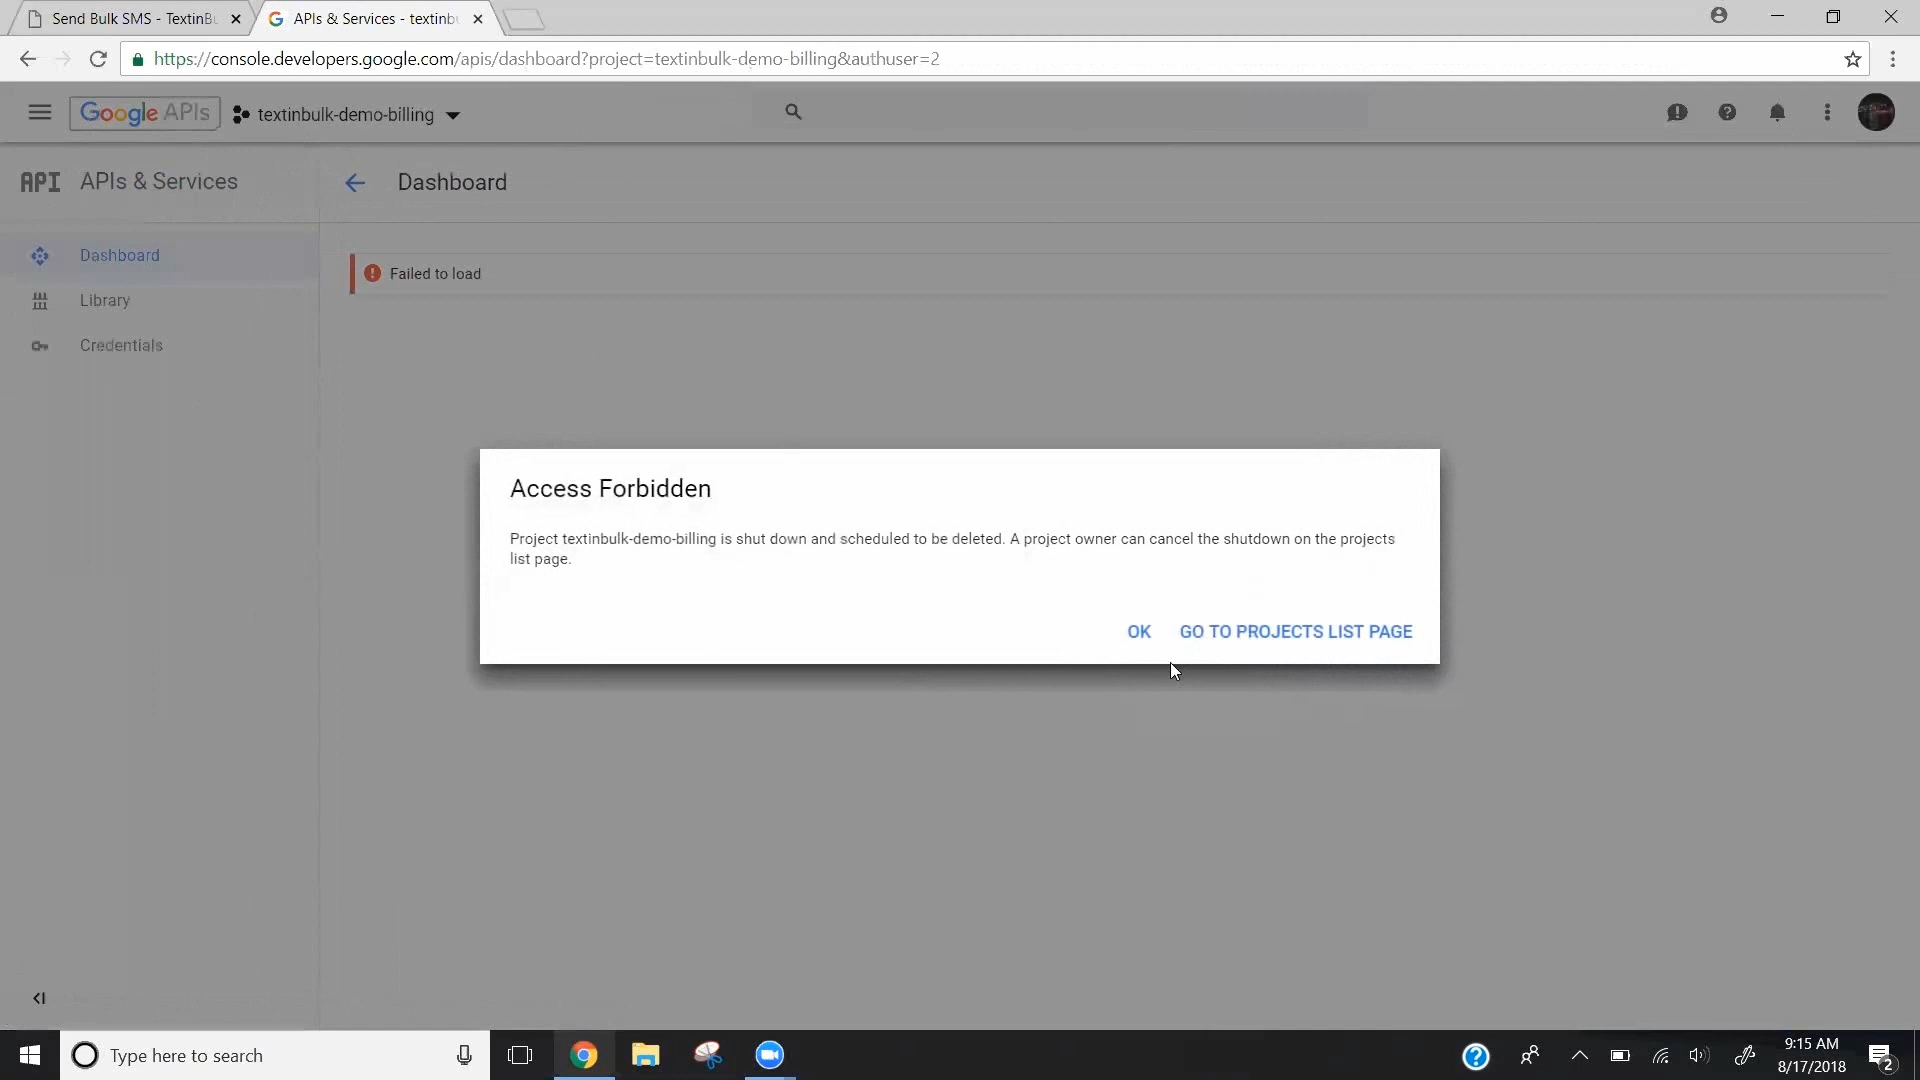 Send Bulk SMS - TextinBu
APIs & Services - textinb
https://console.developers.google.com/apis/dashboard?project=textinbulk-demo-billing&authuser=2
Google APIs
textinbulk-demo-billing
API
APIs & Services
Dashboard
Dashboard
Library
Credentials
Failed to load
Access Forbidden
Project textinbulk-demo-billing is shut down and scheduled to be deleted. A project owner can cancel the shutdown on the projects
list page.
OK
GO TO PROJECTS LIST PAGE
Type here to search
9:15 AM
8/17/2018
2